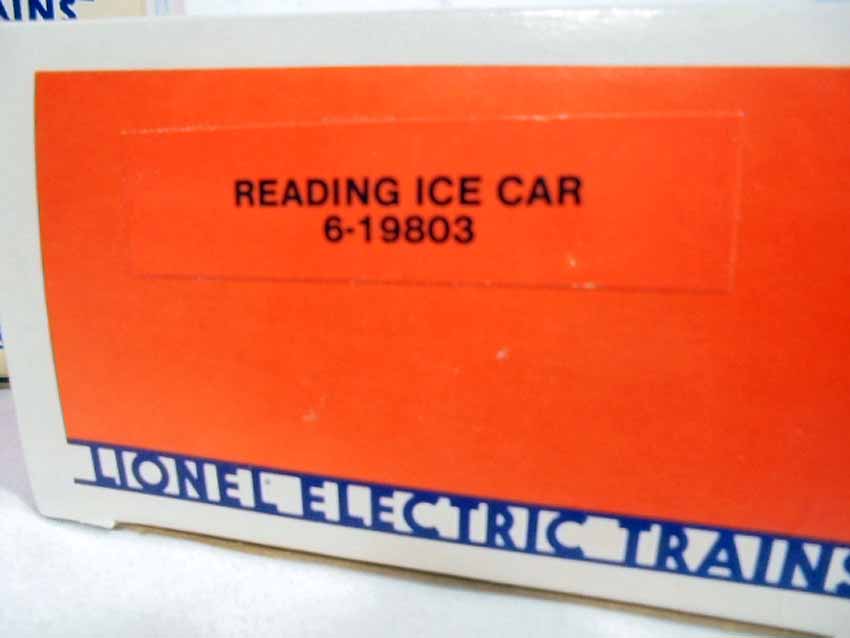 AINS
READING ICE CAR
6-19803
LIONEL ELECTRIC TRAINS